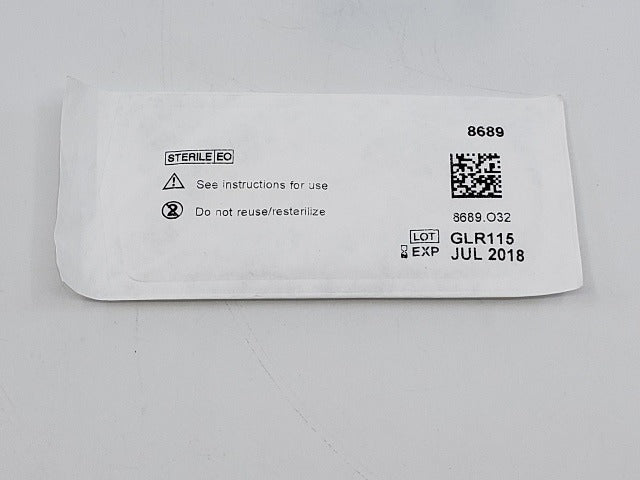 8689
STERILE EO
See instructions for use
Do not reuse/resterilize
8689.O32
LOT GLR115
EXP JUL 2018